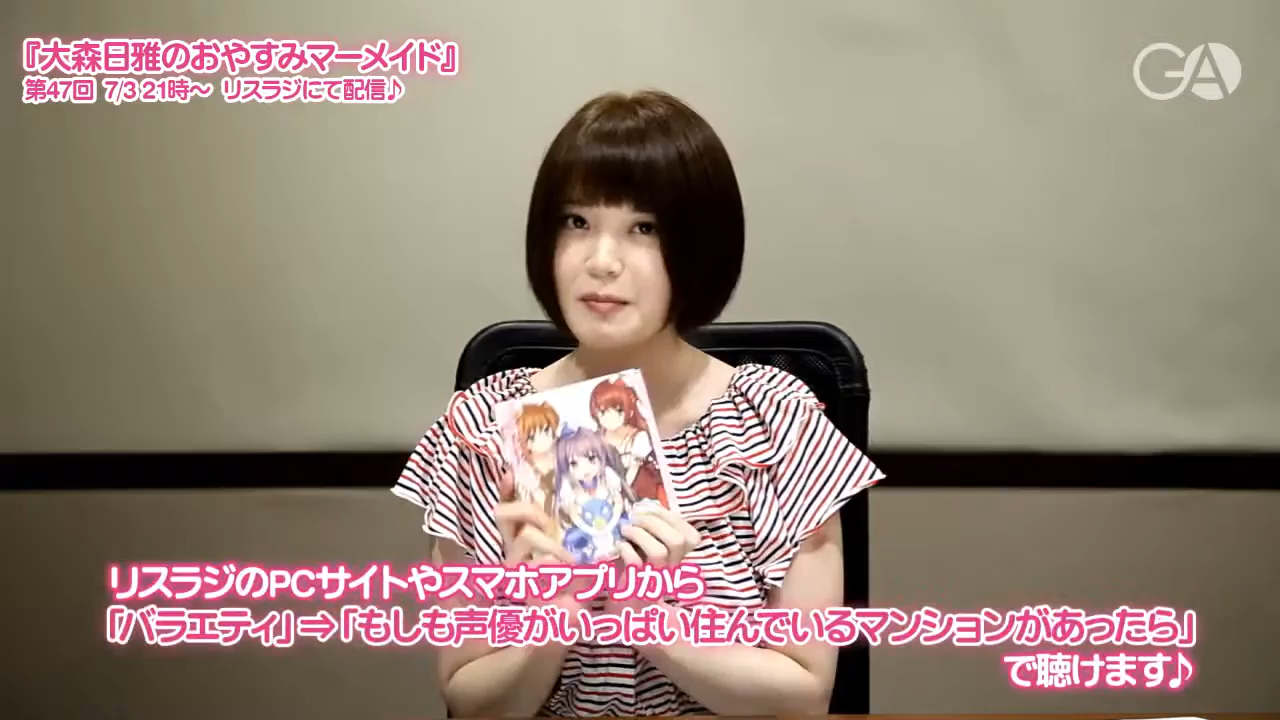 『大森日雅のおやすみマーメイド』
第47回 7/3 21時～ リスラジにて配信♪
GA
リスラジのPCサイトやスマホアプリから
「バラエティ」⇒「もしも声優がいっぱい住んでいるマンションがあったら」
で聴けます♪